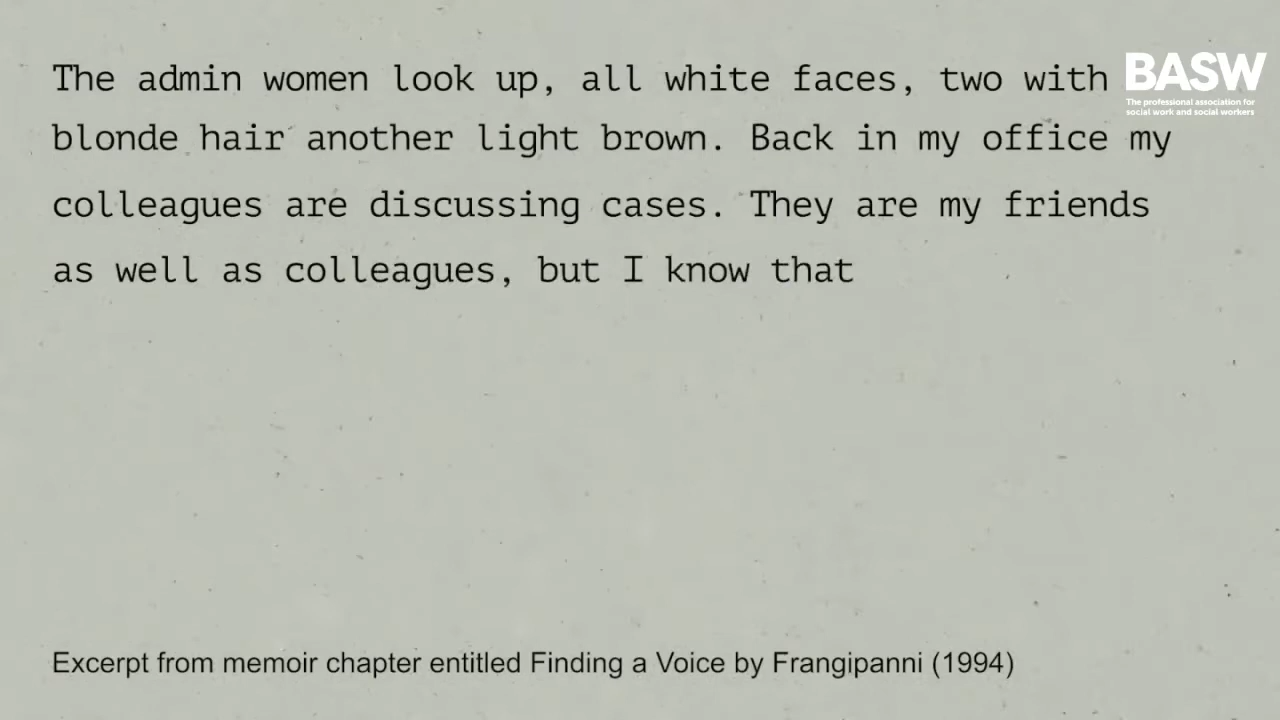 The admin women look up, all white faces, two with
blonde hair another light brown. Back in my office my
colleagues are discussing cases. They are my friends
as well as colleagues, but I know that
BASW
The professional association for
social work and social workers
Excerpt from memoir chapter entitled Finding a Voice by Frangipanni (1994)